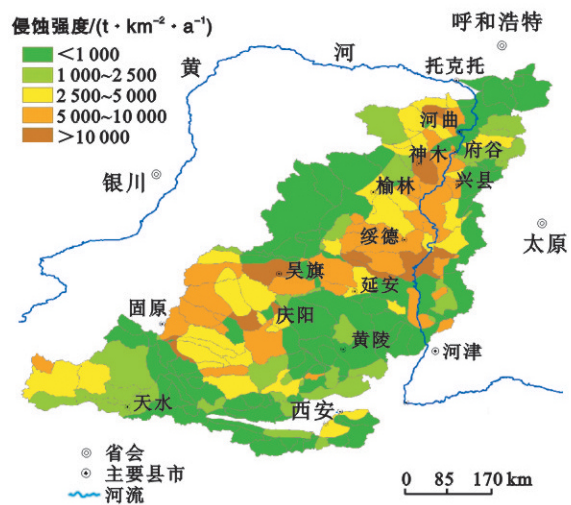 侵蚀强度/(t·km⁻²·a⁻¹)
<1 000
1 000~2 500
2 500~5 000
5 000~10 000
>10 000
呼和浩特
黄
河
托克托
河曲
府谷
神木
兴县
银川
榆林
太原
绥德
吴旗
延安
固原
庆阳
黄陵
河津
天水
西安
省会
主要县市
河流
0 85 170 km